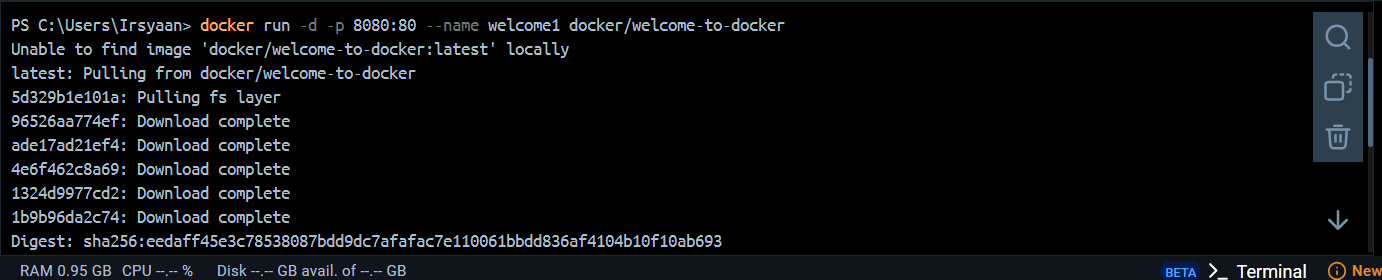 PS C:\Users\Irsyaan> docker run -d -p 8080:80 --name welcome1 docker/welcome-to-docker
Unable to find image 'docker/welcome-to-docker:latest' locally
latest: Pulling from docker/welcome-to-docker
5d329b1e101a: Pulling fs layer
96526aa774ef: Download complete
ade17ad21ef4: Download complete
4e6f462c8a69: Download complete
1324d9977cd2: Download complete
1b9b96da2c74: Download complete
Digest: sha256:eedaff45e3c78538087bdd9dc7afafac7e110061bbdd836af4104b10f10ab693
RAM 0.95 GB CPU --.-- % Disk --.-- GB avail. of --.-- GB BETA >_ Terminal New